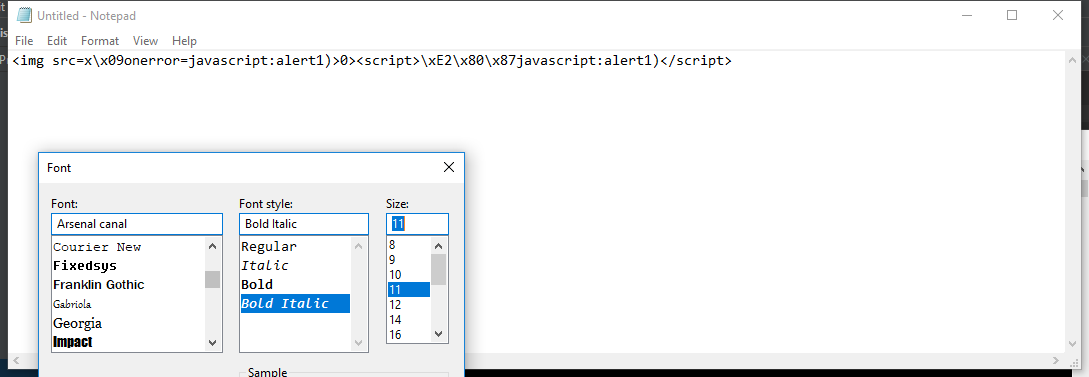 Untitled - Notepad
File Edit Format View Help
<img src=x\x09onerror=javascript:alert1)>0><script>\xE2\x80\x87javascript:alert1)</script>
Font
Font: Font style: Size:
Arsenal canal Bold Italic 11
Courier New Regular 8
Fixedsys Italic 9
Franklin Gothic Bold 10
Gabriola Bold Italic 11
Georgia 12
Impact 14
16
Sample